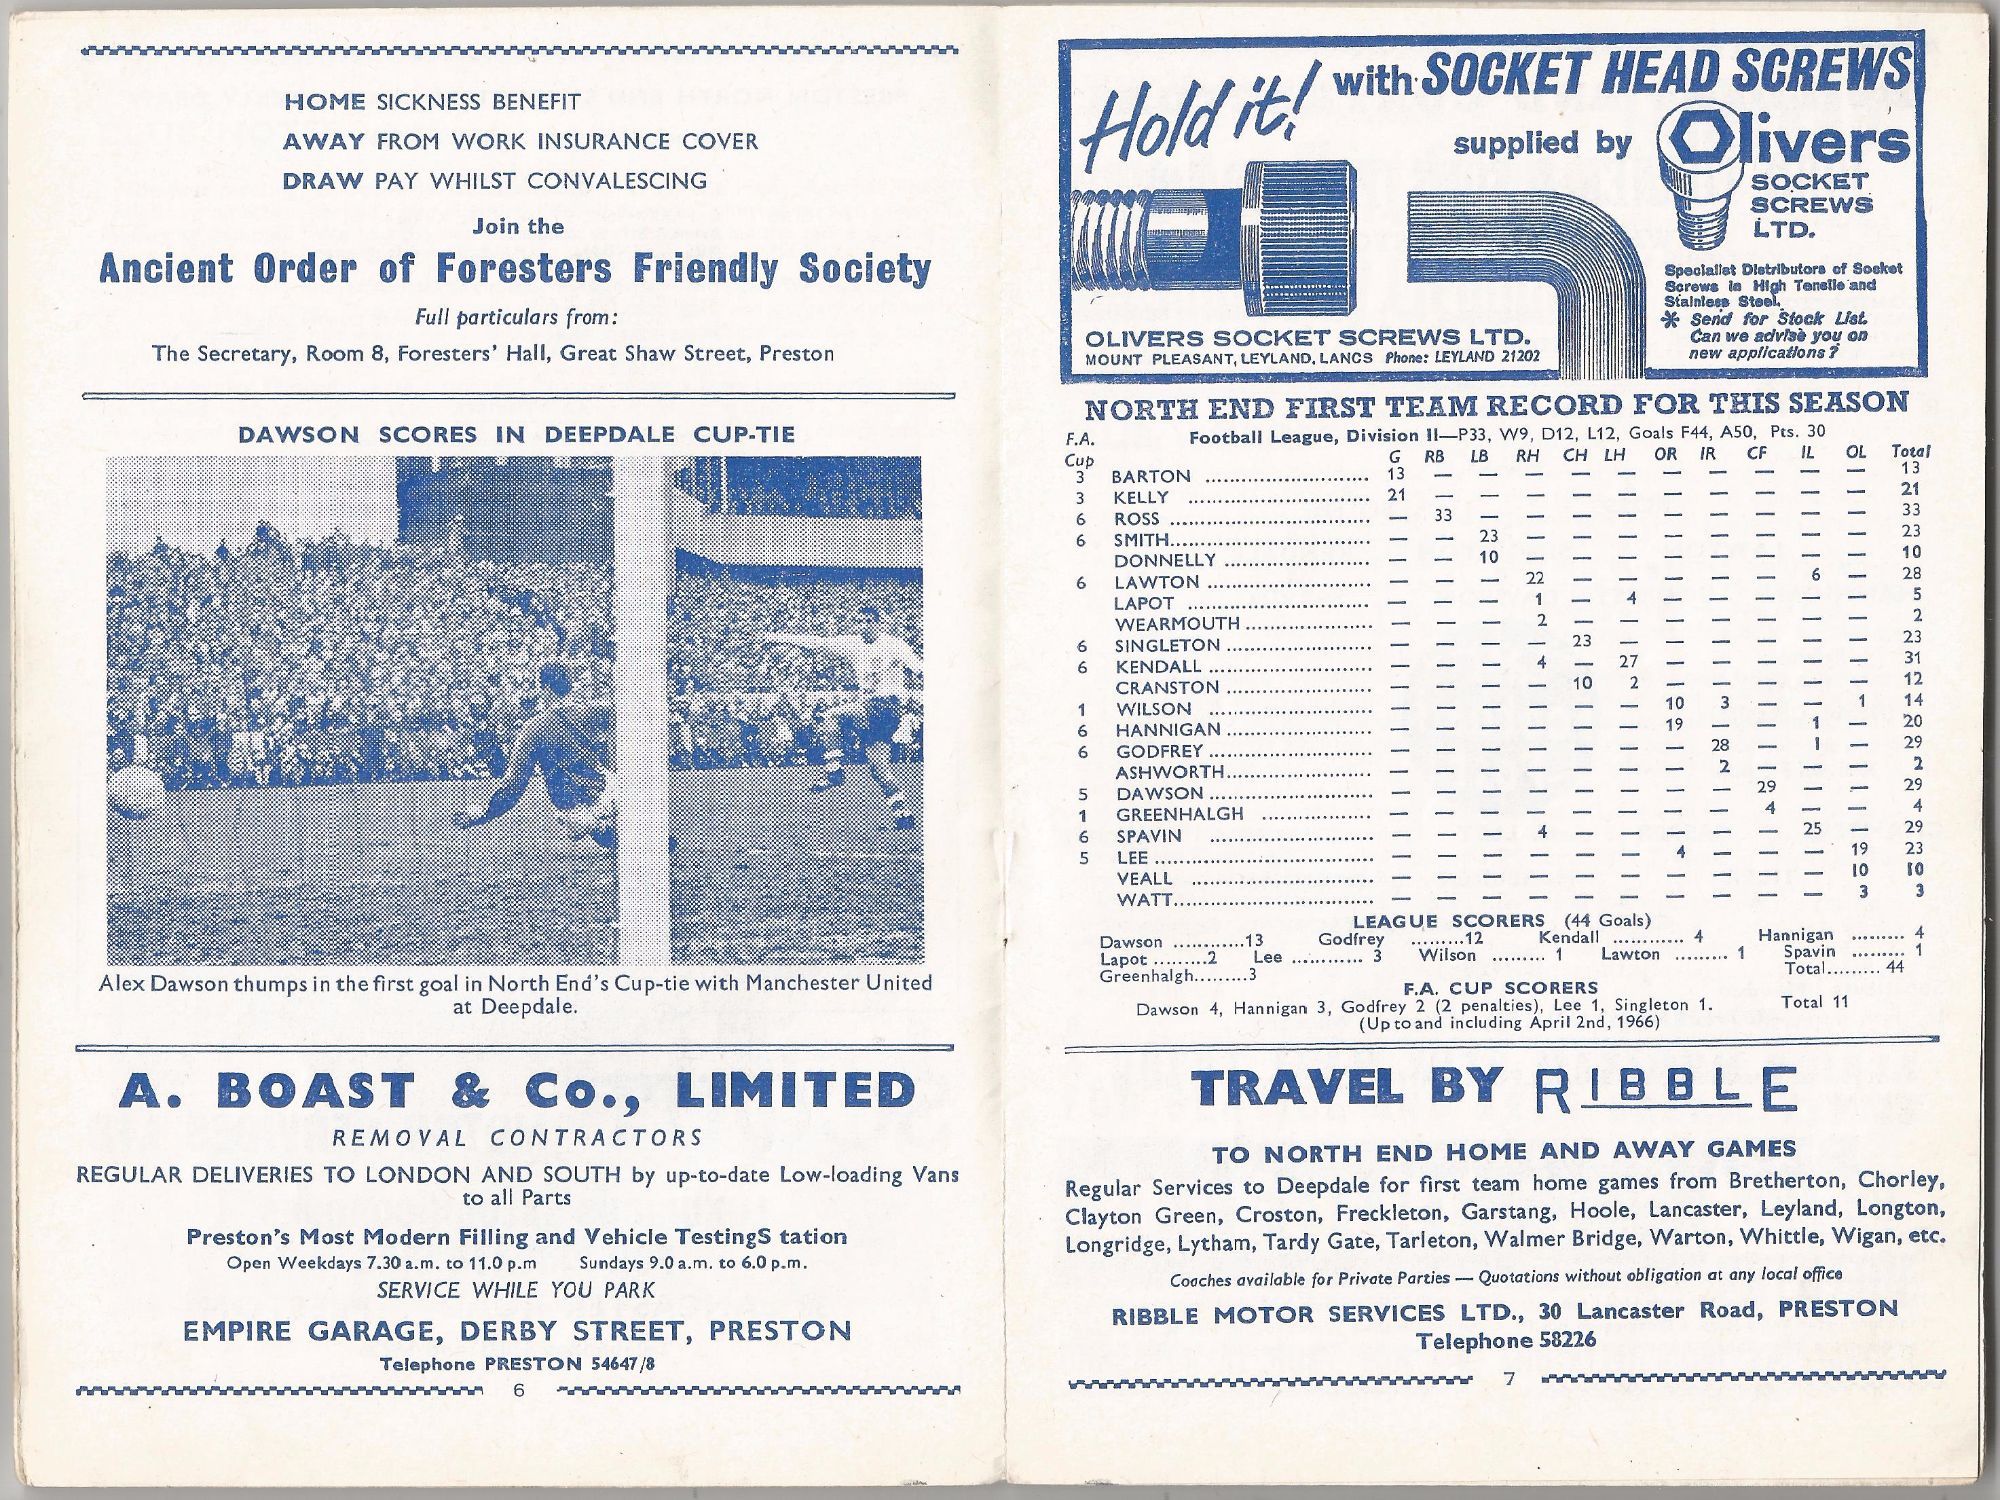 HOME SICKNESS BENEFIT
AWAY FROM WORK INSURANCE COVER
DRAW PAY WHILST CONVALESCING
Join the
Ancient Order of Foresters Friendly Society
Full particulars from:
The Secretary, Room 8, Foresters' Hall, Great Shaw Street, Preston
DAWSON SCORES IN DEEPDALE CUP-TIE
Alex Dawson thumps in the first goal in North End's Cup-tie with Manchester United
at Deepdale.
A. BOAST & Co., LIMITED
REMOVAL CONTRACTORS
REGULAR DELIVERIES TO LONDON AND SOUTH by up-to-date Low-loading Vans
to all Parts
Preston's Most Modern Filling and Vehicle TestingS tation
Open Weekdays 7.30 a.m. to 11.0 p.m Sundays 9.0 a.m. to 6.0 p.m.
SERVICE WHILE YOU PARK
EMPIRE GARAGE, DERBY STREET, PRESTON
Telephone PRESTON 54647/8
6
Hold it! with SOCKET HEAD SCREWS
supplied by Olivers
SOCKET
SCREWS
LTD.
Specialist Distributors of Socket
Screws in High Tensile and
Stainless Steel.
* Send for Stock List.
Can we advise you on
new applications?
OLIVERS SOCKET SCREWS LTD.
MOUNT PLEASANT, LEYLAND, LANCS Phone: LEYLAND 21202
NORTH END FIRST TEAM RECORD FOR THIS SEASON
Football League, Division II—P33, W9, D12, L12, Goals F44, A50, Pts. 30
F.A.
Cup G RB LB RH CH LH OR IR CF IL OL Total
3 BARTON 13 — — — — — — — — — — 13
3 KELLY 21 — — — — — — — — — — 21
6 ROSS — 33 — — — — — — — — — 33
6 SMITH — — 23 — — — — — — — — 23
DONNELLY — — 10 — — — — — — — — 10
6 LAWTON — — — 22 — — — — — 6 — 28
LAPOT — — — 1 — 4 — — — — — 5
WEARMOUTH — — — 2 — — — — — — — 2
6 SINGLETON — — — — 23 — — — — — — 23
6 KENDALL — — — 4 — 27 — — — — — 31
CRANSTON — — — — 10 2 — — — — — 12
1 WILSON — — — — — — 10 3 — — 1 14
6 HANNIGAN — — — — — — 19 — — 1 — 20
6 GODFREY — — — — — — — 28 — 1 — 29
ASHWORTH — — — — — — — 2 — — — 2
5 DAWSON — — — — — — — — 29 — — 29
1 GREENHALGH — — — — — — — — 4 — — 4
6 SPAVIN — — — 4 — — — — — 25 — 29
5 LEE — — — — — — 4 — — — 19 23
VEALL — — — — — — — — — — 10 10
WATT — — — — — — — — — — 3 3
LEAGUE SCORERS (44 Goals)
Dawson ............13 Godfrey .........12 Kendall ............ 4 Hannigan ......... 4
Lapot .........2 Lee ............ 3 Wilson ......... 1 Lawton ......... 1 Spavin ......... 1
Greenhalgh.........3 Total......... 44
F.A. CUP SCORERS
Dawson 4, Hannigan 3, Godfrey 2 (2 penalties), Lee 1, Singleton 1. Total 11
(Up to and including April 2nd, 1966)
TRAVEL BY RIBBLE
TO NORTH END HOME AND AWAY GAMES
Regular Services to Deepdale for first team home games from Bretherton, Chorley,
Clayton Green, Croston, Freckleton, Garstang, Hoole, Lancaster, Leyland, Longton,
Longridge, Lytham, Tardy Gate, Tarleton, Walmer Bridge, Warton, Whittle, Wigan, etc.
Coaches available for Private Parties — Quotations without obligation at any local office
RIBBLE MOTOR SERVICES LTD., 30 Lancaster Road, PRESTON
Telephone 58226
7